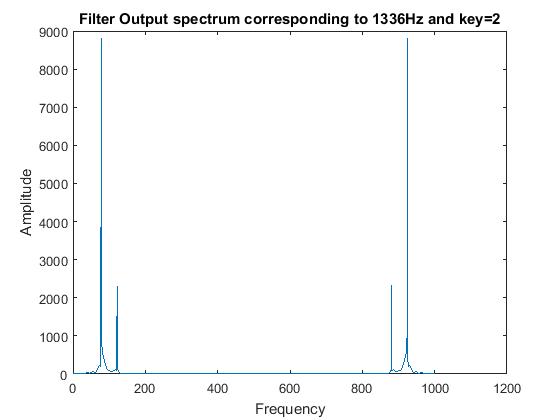 Filter Output spectrum corresponding to 1336Hz and key=2
9000
8000
7000
6000
5000
4000
3000
2000
1000
0
Amplitude
0 200 400 600 800 1000 1200
Frequency